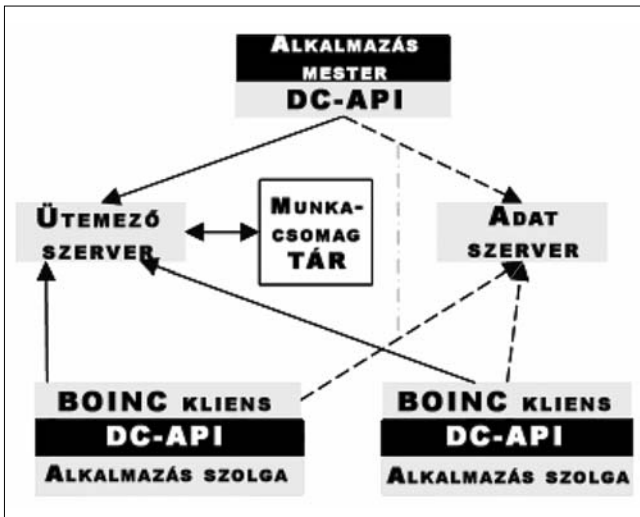 ALKALMAZÁS
MESTER
DC-API
ÜTEMEZŐ
SZERVER
MUNKA-
CSOMAG
TÁR
ADAT
SZERVER
BOINC KLIENS
DC-API
ALKALMAZÁS SZOLGA
BOINC KLIENS
DC-API
ALKALMAZÁS SZOLGA